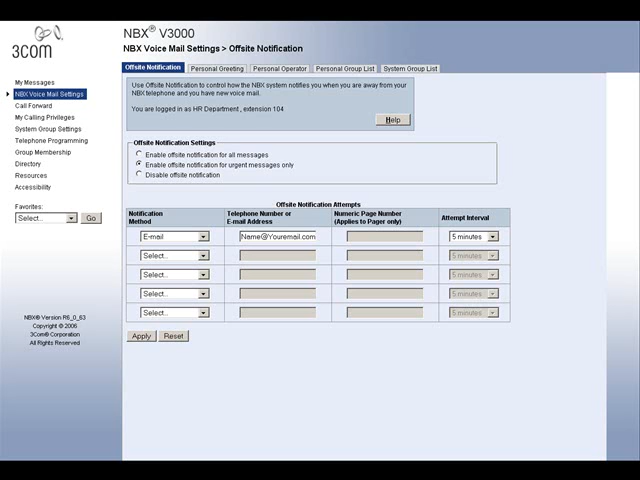 3com
NBX® V3000
NBX Voice Mail Settings > Offsite Notification
Offsite Notification
Personal Greeting
Personal Operator
Personal Group List
System Group List
My Messages
NBX Voice Mail Settings
Call Forward
My Calling Privileges
System Group Settings
Telephone Programming
Group Membership
Directory
Resources
Accessibility
Favorites:
Select...
Go
NBX® Version R6_0_63
Copyright © 2006
3Com® Corporation
All Rights Reserved
Use Offsite Notification to control how the NBX system notifies you when you are away from your
NBX telephone and you have new voice mail.
You are logged in as HR Department , extension 104
Help
Offsite Notification Settings
Enable offsite notification for all messages
Enable offsite notification for urgent messages only
Disable offsite notification
Offsite Notification Attempts
Notification
Method
Telephone Number or
E-mail Address
Numeric Page Number
(Applies to Pager only)
Attempt Interval
E-mail
Name@Youremail.com
5 minutes
Select...
5 minutes
Select...
5 minutes
Select...
5 minutes
Select...
5 minutes
Apply
Reset